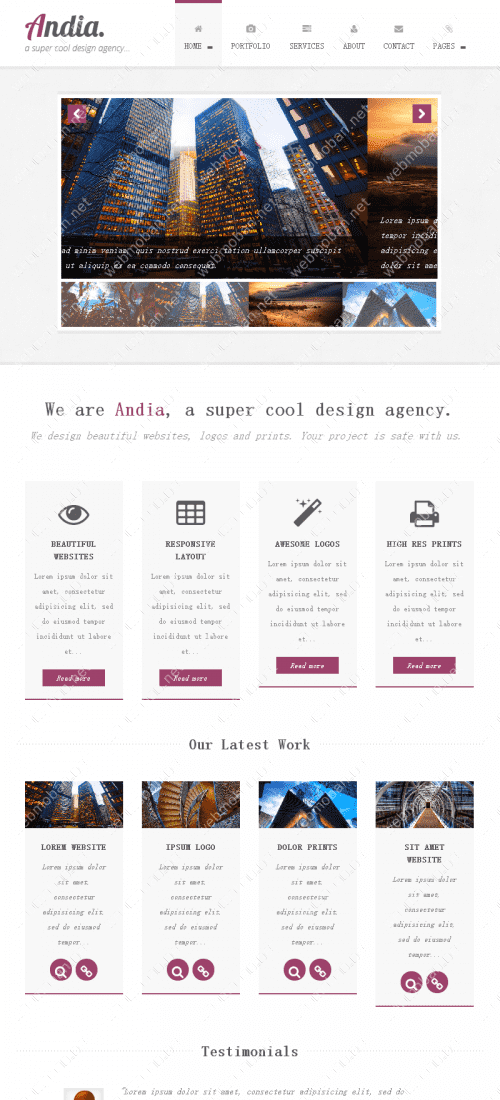 Andia.
a super cool design agency...
HOME
PORTFOLIO
SERVICES
ABOUT
CONTACT
PAGES
ad minim veniam, quis nostrud exercitation ullamcorper suscipit
ut aliquip ex ea commodo consequat.
Lorem ipsum d
tempor incidi
adipisicing e
dolor sit ame
webmoban.net
We are Andia, a super cool design agency.
We design beautiful websites, logos and prints. Your project is safe with us.
BEAUTIFUL
WEBSITES
Lorem ipsum dolor sit
amet, consectetur
adipisicing elit, sed
do eiusmod tempor
incididunt ut labore
et...
Read more
RESPONSIVE
LAYOUT
Lorem ipsum dolor sit
amet, consectetur
adipisicing elit, sed
do eiusmod tempor
incididunt ut labore
et...
Read more
AWESOME LOGOS
Lorem ipsum dolor sit
amet, consectetur
adipisicing elit, sed
do eiusmod tempor
incididunt ut labore
et...
Read more
HIGH RES PRINTS
Lorem ipsum dolor sit
amet, consectetur
adipisicing elit, sed
do eiusmod tempor
incididunt ut labore
et...
Read more
Our Latest Work
LOREM WEBSITE
Lorem ipsum dolor
sit amet,
consectetur
adipisicing elit,
sed do eiusmod
tempor...
IPSUM LOGO
Lorem ipsum dolor
sit amet,
consectetur
adipisicing elit,
sed do eiusmod
tempor...
DOLOR PRINTS
Lorem ipsum dolor
sit amet,
consectetur
adipisicing elit,
sed do eiusmod
tempor...
SIT AMET
WEBSITE
Lorem ipsum dolor
sit amet,
consectetur
adipisicing elit,
sed do eiusmod
tempor...
Testimonials
"Lorem ipsum dolor sit amet, consectetur adipisicing elit, sed do